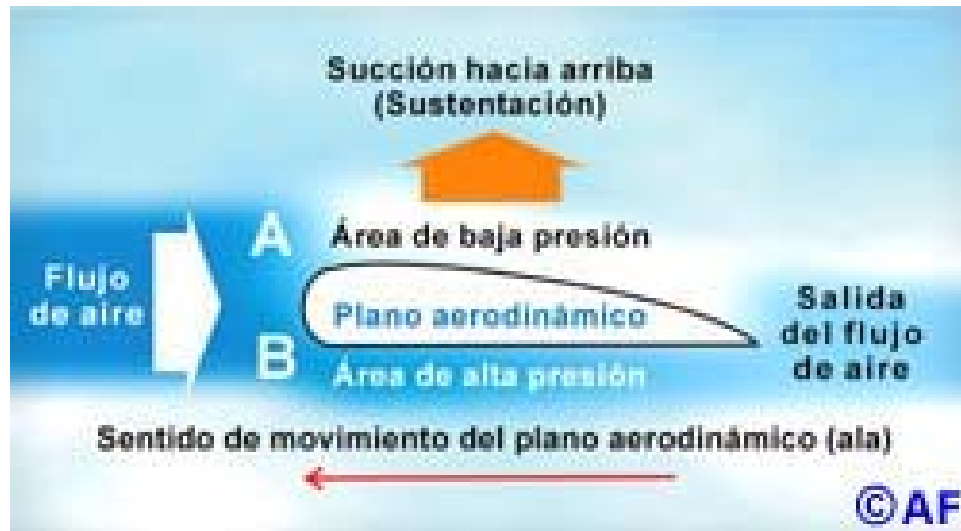 Succión hacia arriba
(Sustentación)
A
Área de baja presión
Flujo
de aire
Plano aerodinámico
Salida
del flujo
de aire
B
Área de alta presión
Sentido de movimiento del plano aerodinámico (ala)
©AF